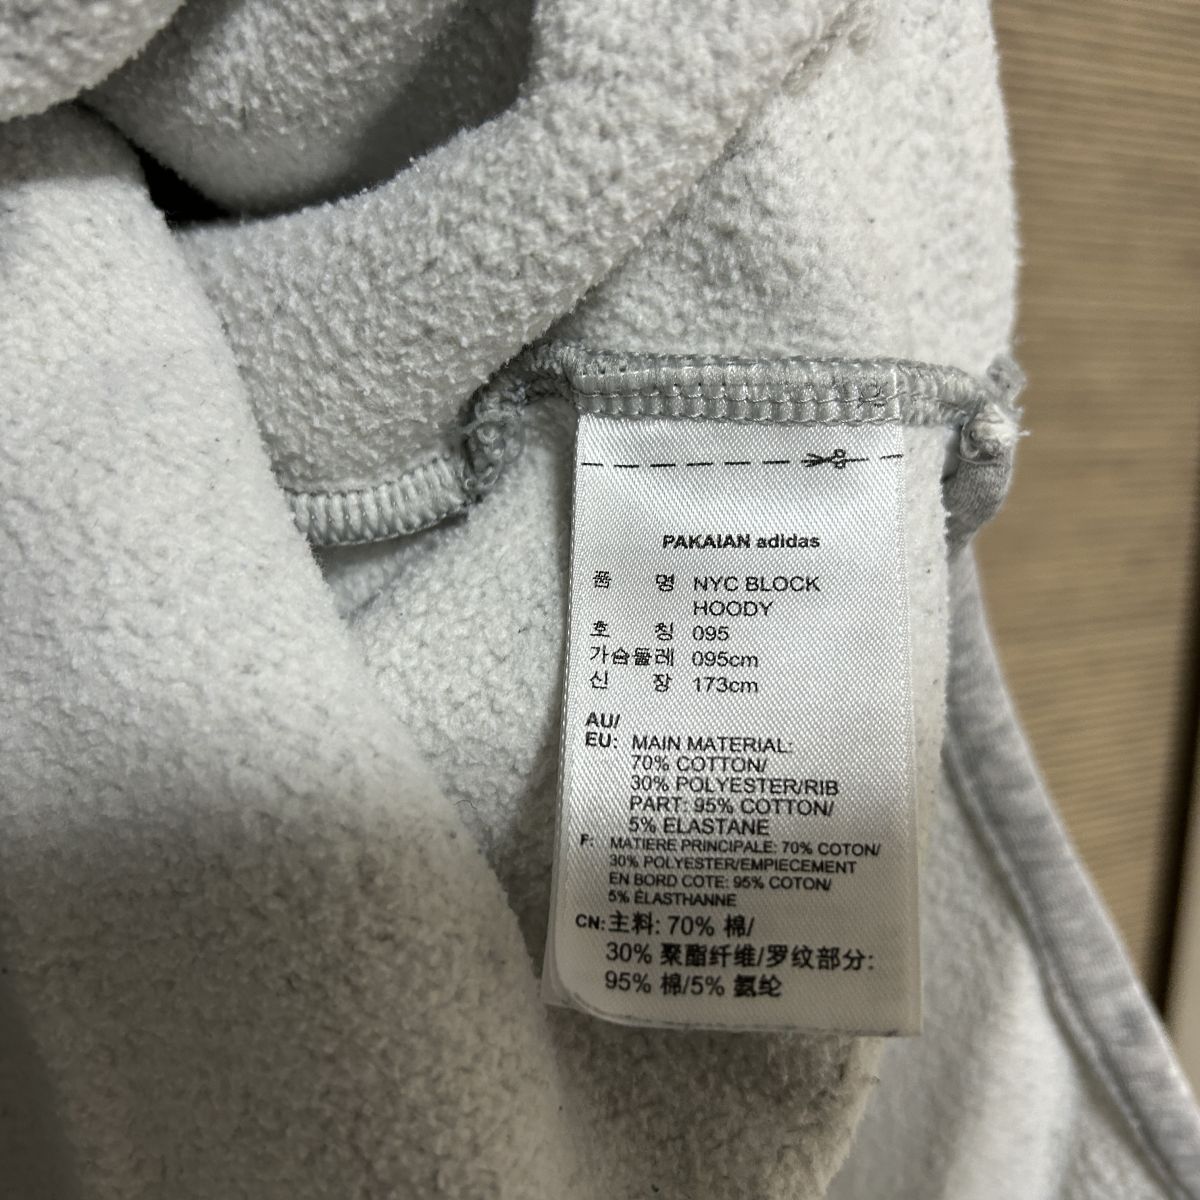 PAKAIAN adidas
품 명 NYC BLOCK
HOODY
호 칭 095
가슴둘레 095cm
신 장 173cm
AU/
EU: MAIN MATERIAL:
70% COTTON/
30% POLYESTER/RIB
PART: 95% COTTON/
5% ELASTANE
F: MATIERE PRINCIPALE: 70% COTON/
30% POLYESTER/EMPIECEMENT
EN BORD COTE: 95% COTON/
5% ÉLASTHANNE
CN: 主料: 70% 棉/
30% 聚酯纤维/罗纹部分:
95% 棉/5% 氨纶